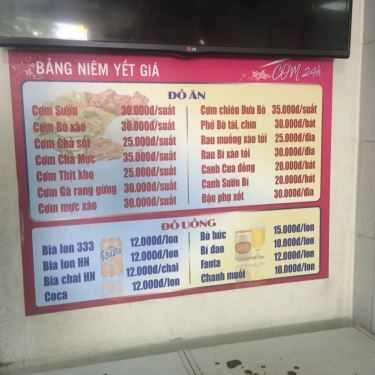 BẢNG NIÊM YẾT GIÁ
CƠM 24H
ĐỒ ĂN
Cơm Sườn 30.000đ/suất
Cơm Bò xào 30.000đ/suất
Cơm Chả sốt 25.000đ/suất
Cơm Chả Mực 35.000đ/suất
Cơm Thịt kho 25.000đ/suất
Cơm Gà rang gừng 30.000đ/suất
Cơm mực xào 30.000đ/suất
Cơm chiên Dưa Bò 35.000đ/suất
Phở Bò tái, chín 30.000đ/bát
Rau muống xào tỏi 25.000đ/đĩa
Rau Bí xào tỏi 30.000đ/đĩa
Canh Cua đồng 20.000đ/bát
Canh Sườn Bí 20.000đ/bát
Đậu phụ sốt 30.000đ/đĩa
ĐỒ UỐNG
Bia lon 333 12.000đ/lon
Bia lon HN 12.000đ/lon
Bia chai HN 12.000đ/chai
Coca 12.000đ/lon
Bò húc 15.000đ/lon
Bí đao 10.000đ/lon
Fanta 12.000đ/lon
Chanh muối 10.000đ/lon